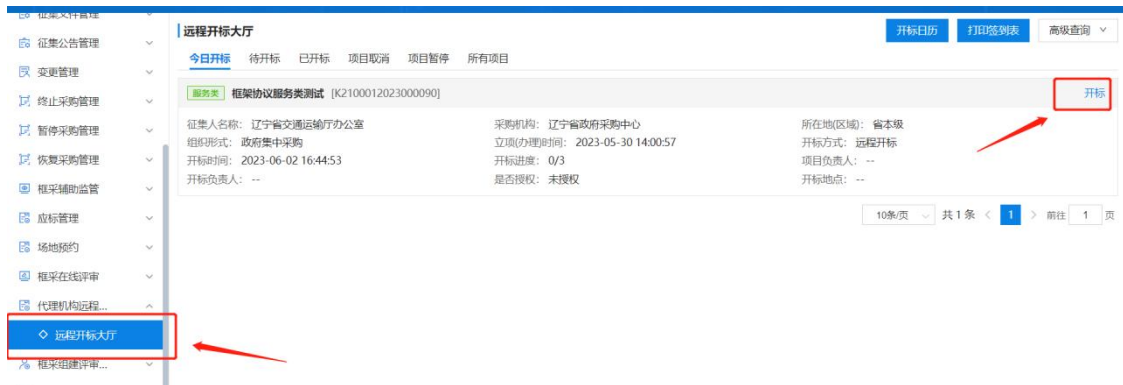 征集文件管理
征集公告管理
变更管理
终止采购管理
暂停采购管理
恢复采购管理
框采辅助监管
应标管理
场地预约
框采在线评审
代理机构远程...
远程开标大厅
框采组建评审...
远程开标大厅
开标日历 打印签到表 高级查询
今日开标 待开标 已开标 项目取消 项目暂停 所有项目
服务类 框架协议服务类测试 [K2100012023000090] 开标
征集人名称: 辽宁省交通运输厅办公室 采购机构: 辽宁省政府采购中心 所在地(区域): 省本级
组织形式: 政府集中采购 立项(办理)时间: 2023-05-30 14:00:57 开标方式: 远程开标
开标时间: 2023-06-02 16:44:53 开标进度: 0/3 项目负责人: --
开标负责人: -- 是否授权: 未授权 开标地点: --
10条/页 共 1 条 < 1 > 前往 1 页